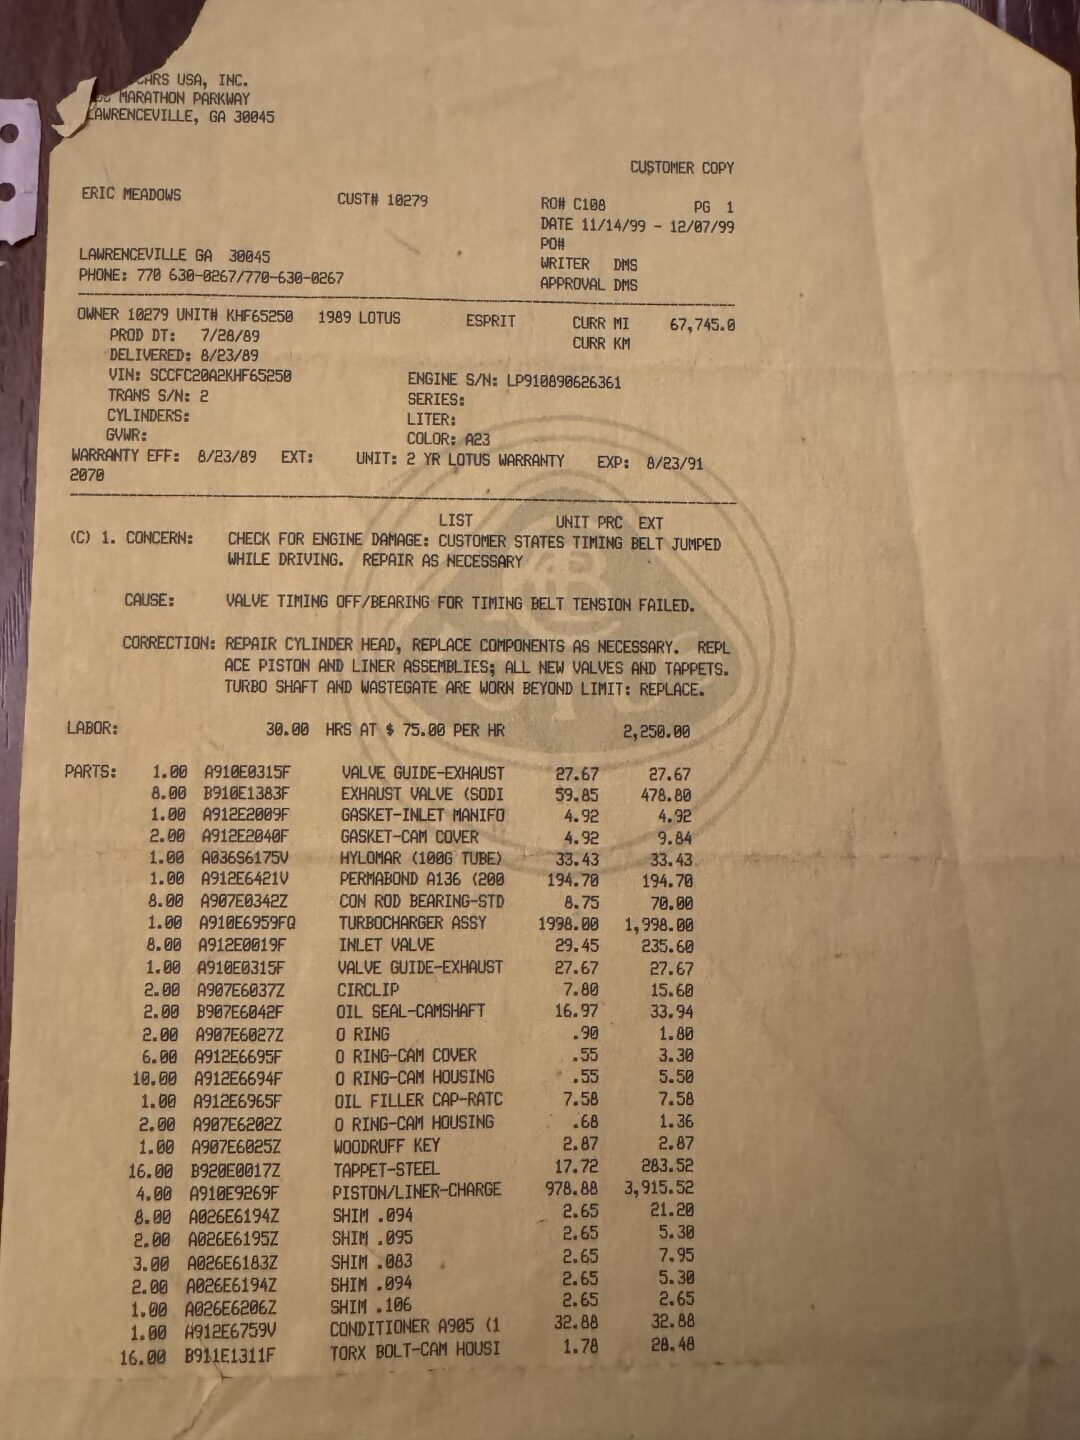 CARS USA, INC.
MARATHON PARKWAY
LAWRENCEVILLE, GA 30045
CUSTOMER COPY
ERIC MEADOWS CUST# 10279 RO# C108 PG 1
DATE 11/14/99 - 12/07/99
PO#
LAWRENCEVILLE GA 30045 WRITER DMS
PHONE: 770 630-0267/770-630-0267 APPROVAL DMS
OWNER 10279 UNIT# KHF65250 1989 LOTUS ESPRIT CURR MI 67,745.0
PROD DT: 7/28/89 CURR KM
DELIVERED: 8/23/89
VIN: SCCFC20A2KHF65250 ENGINE S/N: LP910890626361
TRANS S/N: 2 SERIES:
CYLINDERS: LITER:
GVWR: COLOR: A23
WARRANTY EFF: 8/23/89 EXT: UNIT: 2 YR LOTUS WARRANTY EXP: 8/23/91
2070
LIST UNIT PRC EXT
(C) 1. CONCERN: CHECK FOR ENGINE DAMAGE: CUSTOMER STATES TIMING BELT JUMPED
WHILE DRIVING. REPAIR AS NECESSARY
CAUSE: VALVE TIMING OFF/BEARING FOR TIMING BELT TENSION FAILED.
CORRECTION: REPAIR CYLINDER HEAD, REPLACE COMPONENTS AS NECESSARY. REPL
ACE PISTON AND LINER ASSEMBLIES; ALL NEW VALVES AND TAPPETS.
TURBO SHAFT AND WASTEGATE ARE WORN BEYOND LIMIT: REPLACE.
LABOR: 30.00 HRS AT $ 75.00 PER HR 2,250.00
PARTS: 1.00 A910E0315F VALVE GUIDE-EXHAUST 27.67 27.67
8.00 B910E1383F EXHAUST VALVE (SODI 59.85 478.80
1.00 A912E2009F GASKET-INLET MANIFO 4.92 4.92
2.00 A912E2040F GASKET-CAM COVER 4.92 9.84
1.00 A036S6175V HYLOMAR (100G TUBE) 33.43 33.43
1.00 A912E6421V PERMABOND A136 (200 194.70 194.70
8.00 A907E0342Z CON ROD BEARING-STD 8.75 70.00
1.00 A910E6959FQ TURBOCHARGER ASSY 1998.00 1,998.00
8.00 A912E0019F INLET VALVE 29.45 235.60
1.00 A910E0315F VALVE GUIDE-EXHAUST 27.67 27.67
2.00 A907E6037Z CIRCLIP 7.80 15.60
2.00 B907E6042F OIL SEAL-CAMSHAFT 16.97 33.94
2.00 A907E6027Z O RING .90 1.80
6.00 A912E6695F O RING-CAM COVER .55 3.30
10.00 A912E6694F O RING-CAM HOUSING .55 5.50
1.00 A912E6965F OIL FILLER CAP-RATC 7.58 7.58
2.00 A907E6202Z O RING-CAM HOUSING .68 1.36
1.00 A907E6025Z WOODRUFF KEY 2.87 2.87
16.00 B920E0017Z TAPPET-STEEL 17.72 283.52
4.00 A910E9269F PISTON/LINER-CHARGE 978.88 3,915.52
8.00 A026E6194Z SHIM .094 2.65 21.20
2.00 A026E6195Z SHIM .095 2.65 5.30
3.00 A026E6183Z SHIM .083 2.65 7.95
2.00 A026E6194Z SHIM .094 2.65 5.30
1.00 A026E6206Z SHIM .106 2.65 2.65
1.00 A912E6759V CONDITIONER A905 (1 32.88 32.88
16.00 B911E1311F TORX BOLT-CAM HOUSI 1.78 28.48